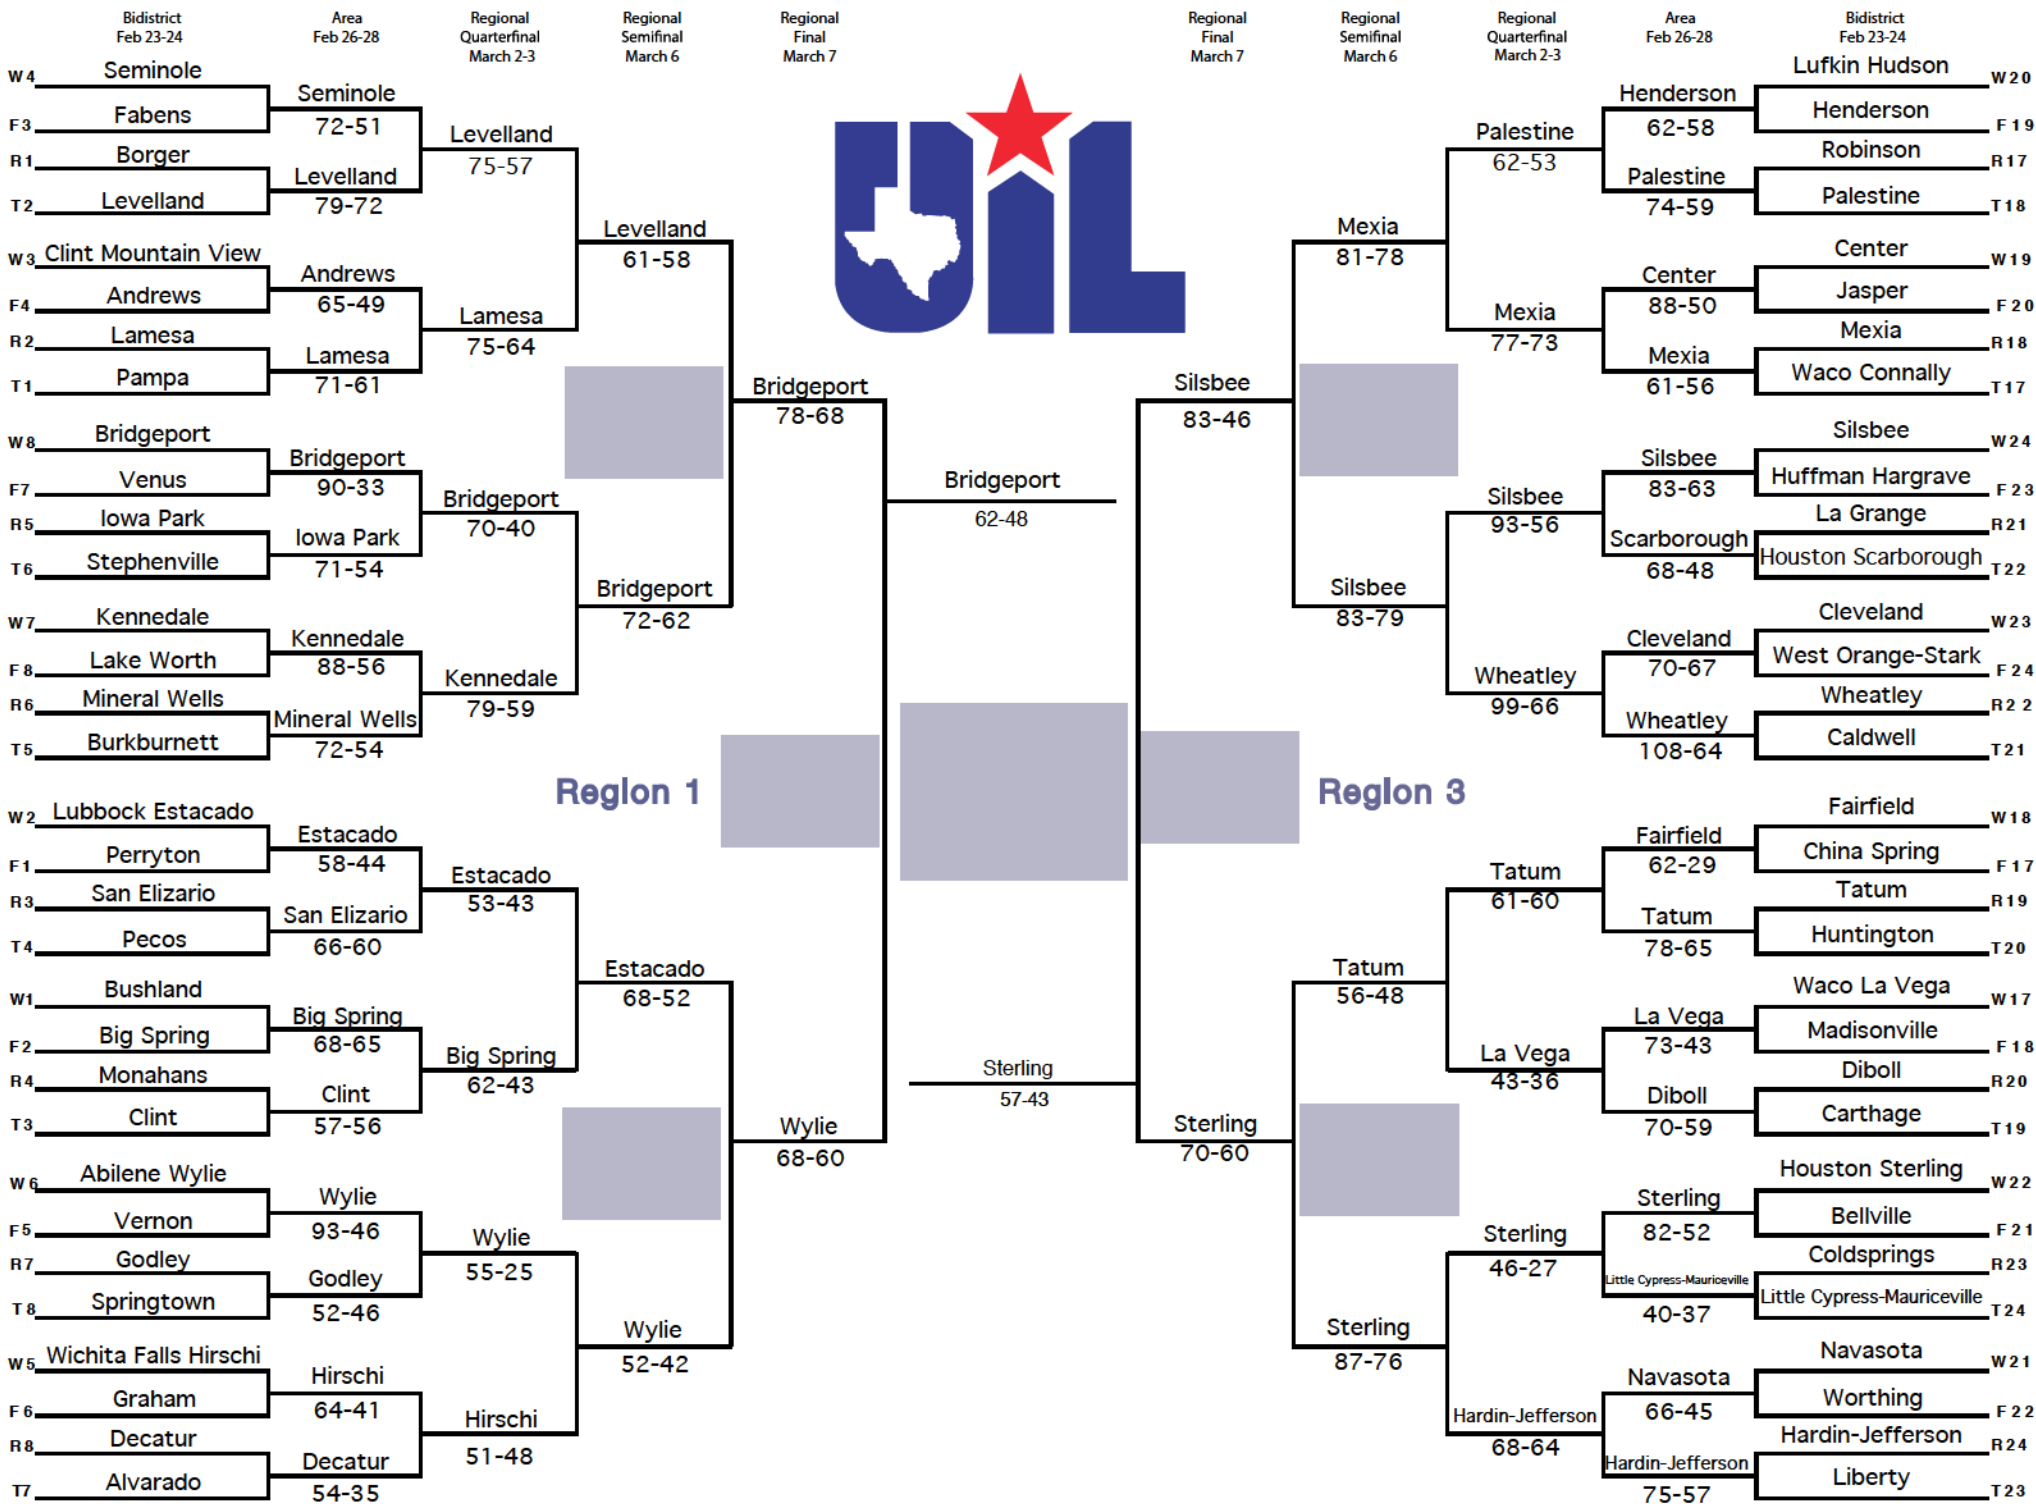 Bidistrict
Feb 23-24
Area
Feb 26-28
Regional
Quarterfinal
March 2-3
Regional
Semifinal
March 6
Regional
Final
March 7
Regional
Final
March 7
Regional
Semifinal
March 6
Regional
Quarterfinal
March 2-3
Area
Feb 26-28
Bidistrict
Feb 23-24
W4 Seminole
F3 Fabens
R1 Borger
T2 Levelland
W3 Clint Mountain View
F4 Andrews
R2 Lamesa
T1 Pampa
W8 Bridgeport
F7 Venus
R5 Iowa Park
T6 Stephenville
W7 Kennedale
F8 Lake Worth
R6 Mineral Wells
T5 Burkburnett
W2 Lubbock Estacado
F1 Perryton
R3 San Elizario
T4 Pecos
W1 Bushland
F2 Big Spring
R4 Monahans
T3 Clint
W6 Abilene Wylie
F5 Vernon
R7 Godley
T8 Springtown
W5 Wichita Falls Hirschi
F6 Graham
R8 Decatur
T7 Alvarado
Seminole
72-51
Levelland
79-72
Andrews
65-49
Lamesa
71-61
Bridgeport
90-33
Iowa Park
71-54
Kennedale
88-56
Mineral Wells
72-54
Estacado
58-44
San Elizario
66-60
Big Spring
68-65
Clint
57-56
Wylie
93-46
Godley
52-46
Hirschi
64-41
Decatur
54-35
Levelland
75-57
Lamesa
75-64
Bridgeport
70-40
Kennedale
79-59
Estacado
53-43
Big Spring
62-43
Wylie
55-25
Hirschi
51-48
Levelland
61-58
Bridgeport
72-62
Region 1
Estacado
68-52
Wylie
52-42
Bridgeport
78-68
Wylie
68-60
UIL
Bridgeport
62-48
Sterling
57-43
Silsbee
83-46
Sterling
70-60
Mexia
81-78
Silsbee
83-79
Region 3
Tatum
56-48
Sterling
87-76
Palestine
62-53
Mexia
77-73
Silsbee
93-56
Wheatley
99-66
Tatum
61-60
La Vega
43-36
Sterling
46-27
Hardin-Jefferson
68-64
Henderson
62-58
Palestine
74-59
Center
88-50
Mexia
61-56
Silsbee
83-63
Scarborough
68-48
Cleveland
70-67
Wheatley
108-64
Fairfield
62-29
Tatum
78-65
La Vega
73-43
Diboll
70-59
Sterling
82-52
Little Cypress-Mauriceville
40-37
Navasota
66-45
Hardin-Jefferson
75-57
Lufkin Hudson W20
Henderson F19
Robinson R17
Palestine T18
Center W19
Jasper F20
Mexia R18
Waco Connally T17
Silsbee W24
Huffman Hargrave F23
La Grange R21
Houston Scarborough T22
Cleveland W23
West Orange-Stark F24
Wheatley R22
Caldwell T21
Fairfield W18
China Spring F17
Tatum R19
Huntington T20
Waco La Vega W17
Madisonville F18
Diboll R20
Carthage T19
Houston Sterling W22
Bellville F21
Coldsprings R23
Little Cypress-Mauriceville T24
Navasota W21
Worthing F22
Hardin-Jefferson R24
Liberty T23